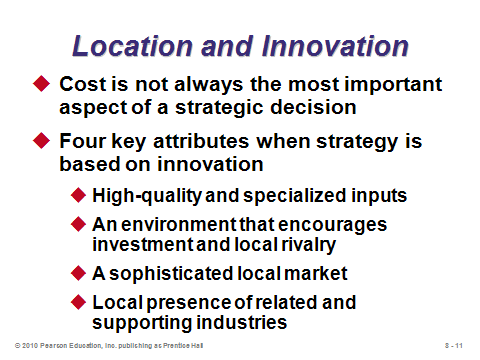 Location and Innovation
Cost is not always the most important
aspect of a strategic decision
Four key attributes when strategy is
based on innovation
High-quality and specialized inputs
An environment that encourages
investment and local rivalry
A sophisticated local market
Local presence of related and
supporting industries
© 2010 Pearson Education, Inc. publishing as Prentice Hall
8 - 11